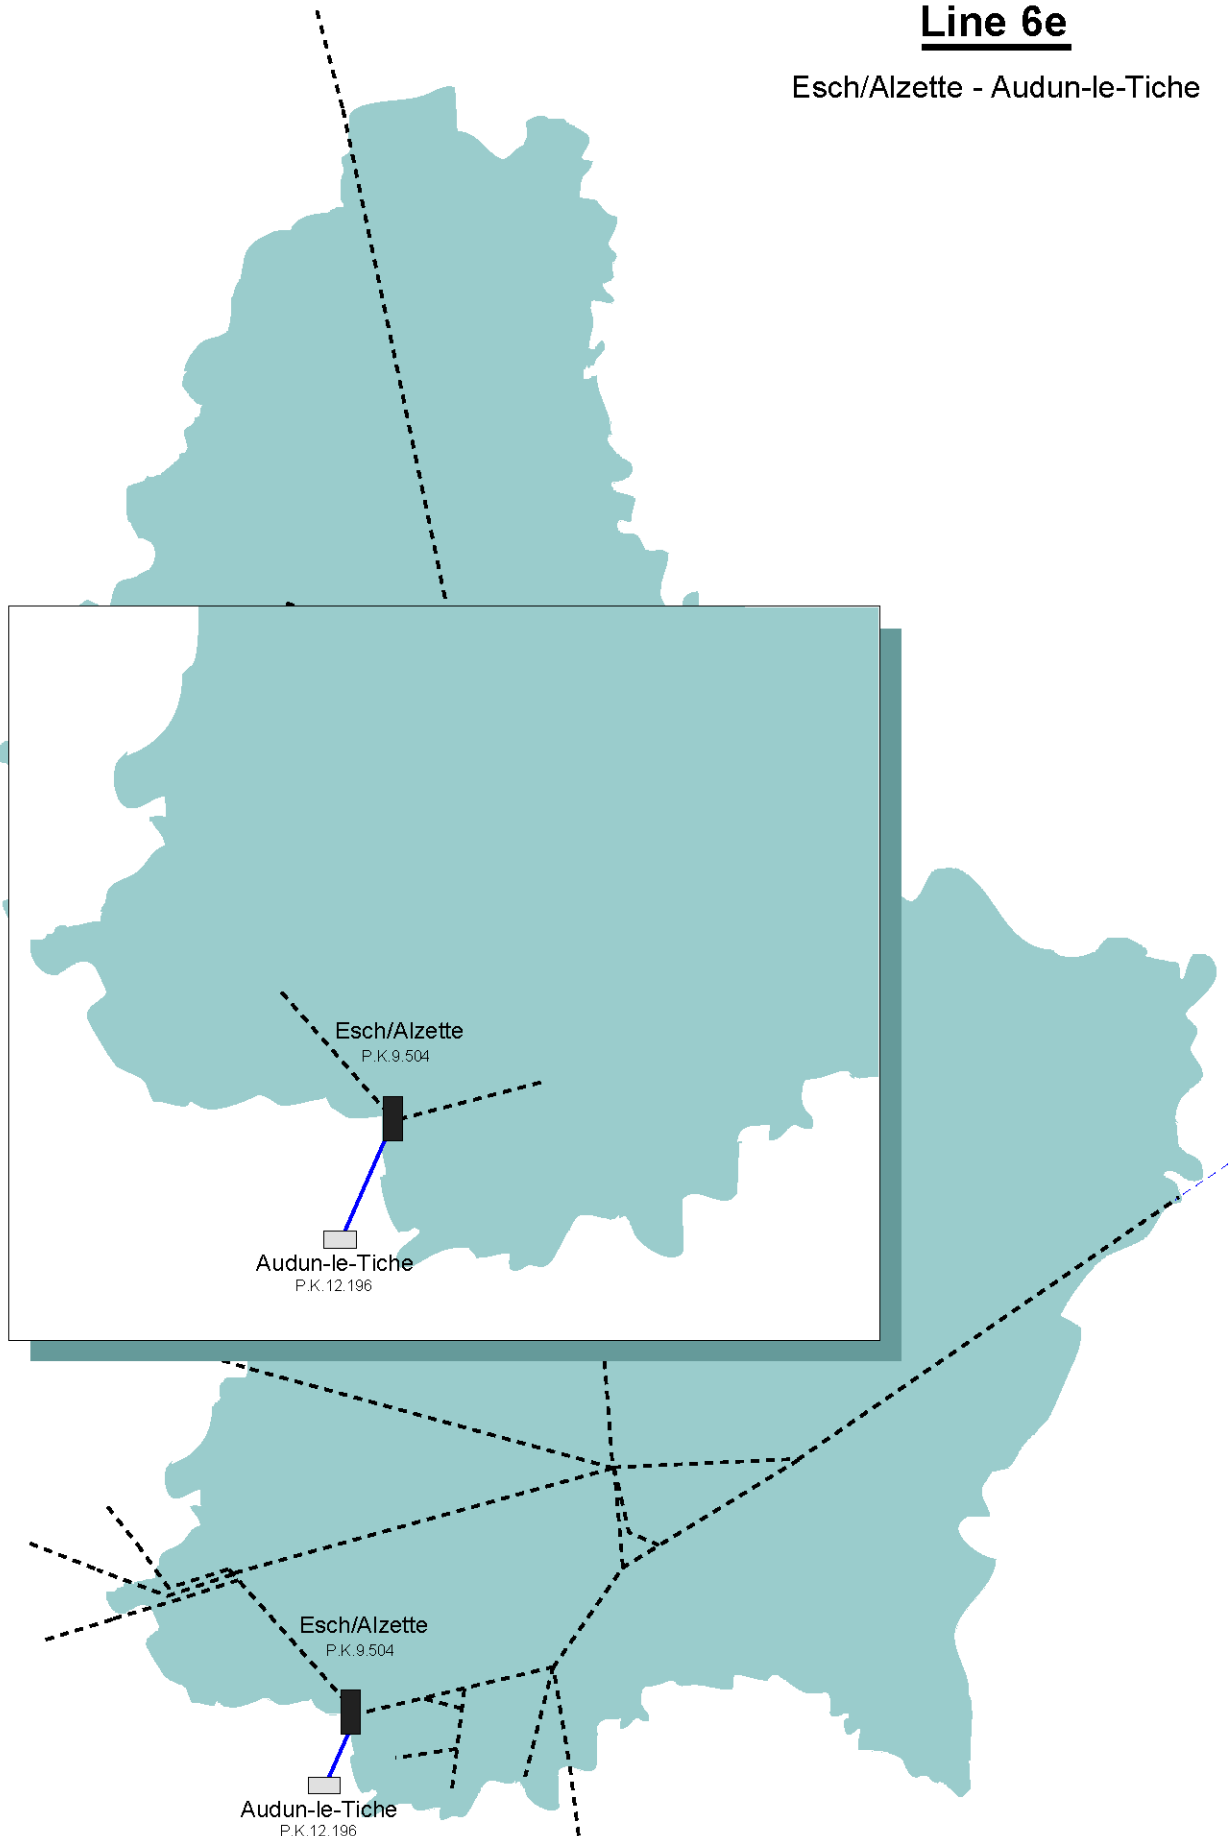 Line 6e
Esch/Alzette - Audun-le-Tiche
Esch/Alzette
P.K.9.504
Audun-le-Tiche
P.K.12.196
Esch/Alzette
P.K.9.504
Audun-le-Tiche
P.K.12.196